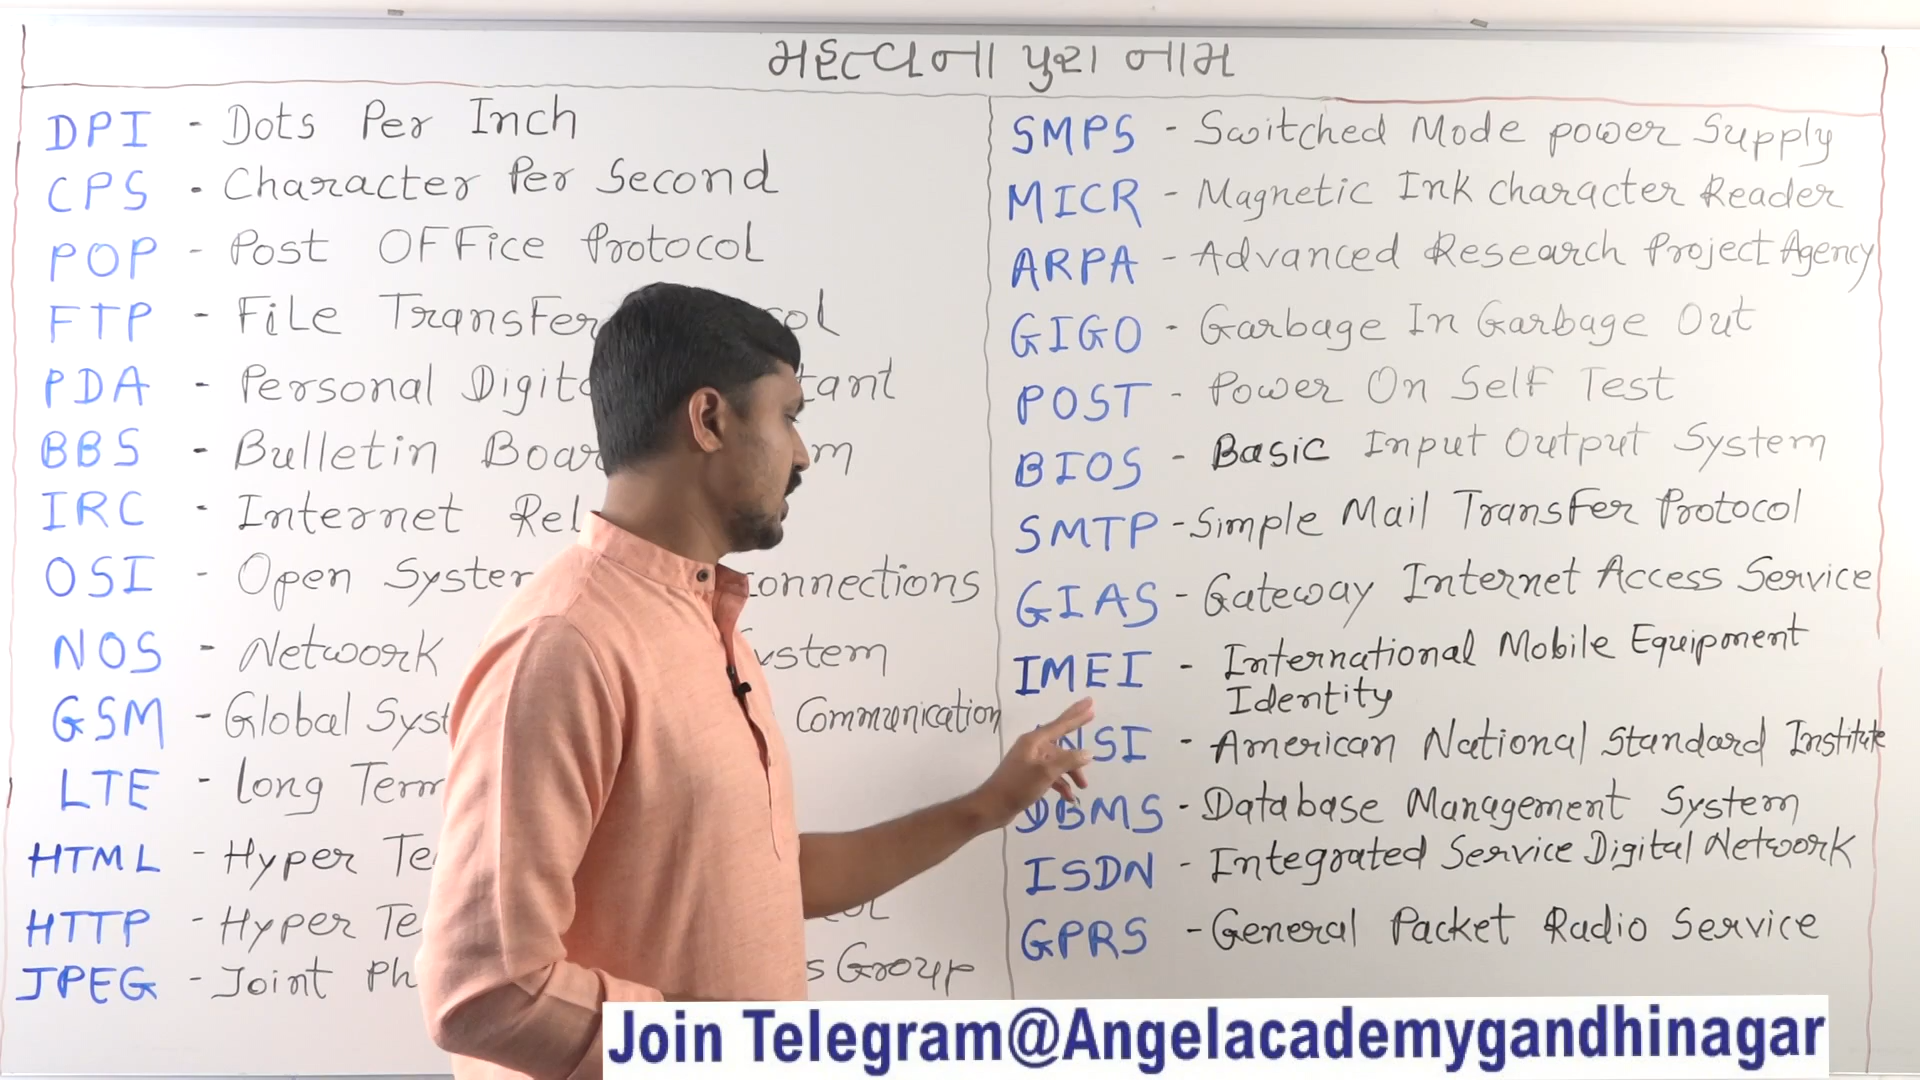 મહત્વના પુરા નામ
DPI - Dots Per Inch
CPS - Character Per Second
POP - Post OFFice Protocol
FTP - File Transfer
PDA - Personal
BBS - Bulletin
IRC - Internet
OSI - Open
NOS - Network
GSM - Global Communication
LTE - Long Term
HTML - Hyper
HTTP - Hyper
JPEG - Joint Group
SMPS - Switched Mode power Supply
MICR - Magnetic Ink character Reader
ARPA - Advanced Research Project Agency
GIGO - Garbage In Garbage Out
POST - Power On Self Test
BIOS - Basic Input Output System
SMTP - Simple Mail Transfer Protocol
GIAS - Gateway Internet Access Service
IMEI - International Mobile Equipment
Identity
- American National Standard Institute
DBMS - Database Management System
ISDN - Integrated Service Digital Network
GPRS - General Packet Radio Service
Join Telegram@Angelacademygandhinagar